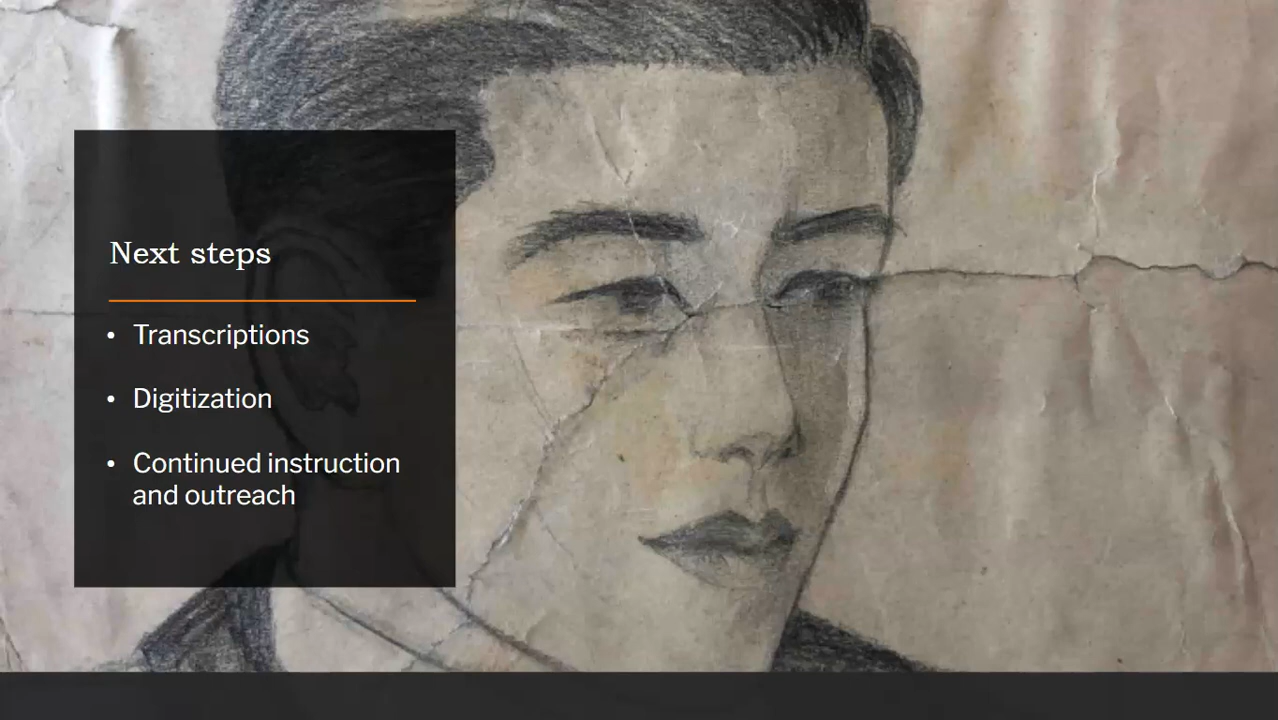 Next steps
• Transcriptions
• Digitization
• Continued instruction
and outreach